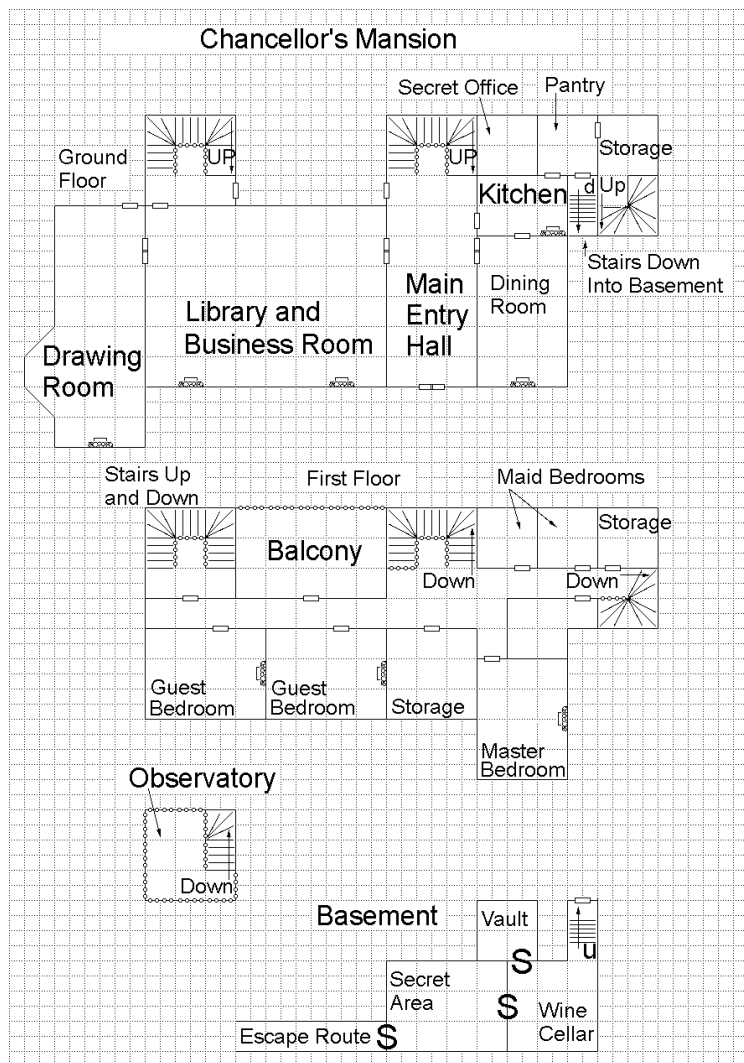 Chancellor's Mansion
Secret Office
Pantry
Ground
Floor
UP
UP
Storage
Kitchen
d
Up
Stairs Down
Into Basement
Main
Entry
Hall
Dining
Room
Library and
Business Room
Drawing
Room
Stairs Up
and Down
First Floor
Maid Bedrooms
Storage
Balcony
Down
Down
Guest
Bedroom
Guest
Bedroom
Storage
Master
Bedroom
Observatory
Down
Basement
Vault
u
S
Secret
Area
S
Wine
Cellar
Escape Route
S